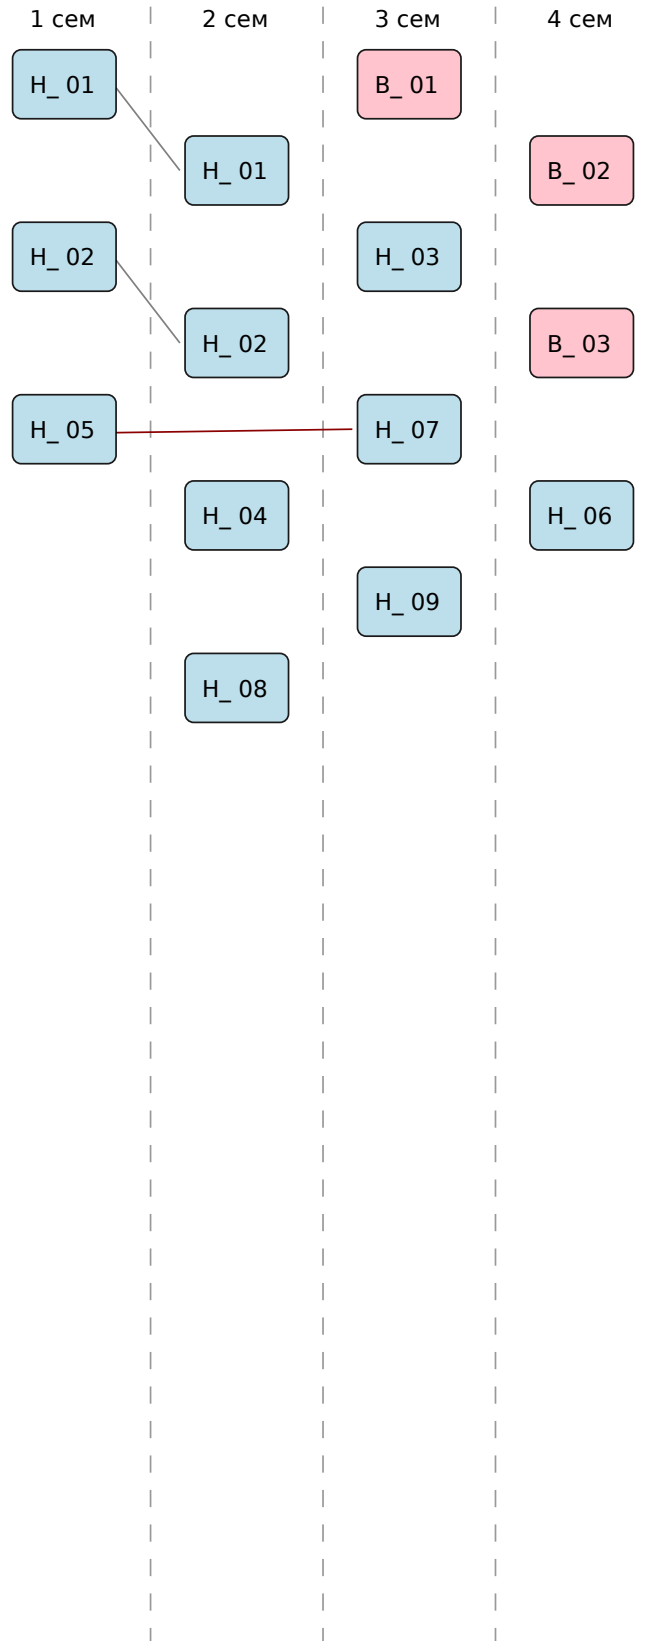 1 сем 2 сем 3 сем 4 сем
Н_ 01 В_ 01
Н_ 01 В_ 02
Н_ 02 Н_ 03
Н_ 02 В_ 03
Н_ 05 Н_ 07
Н_ 04 Н_ 06
Н_ 09
Н_ 08